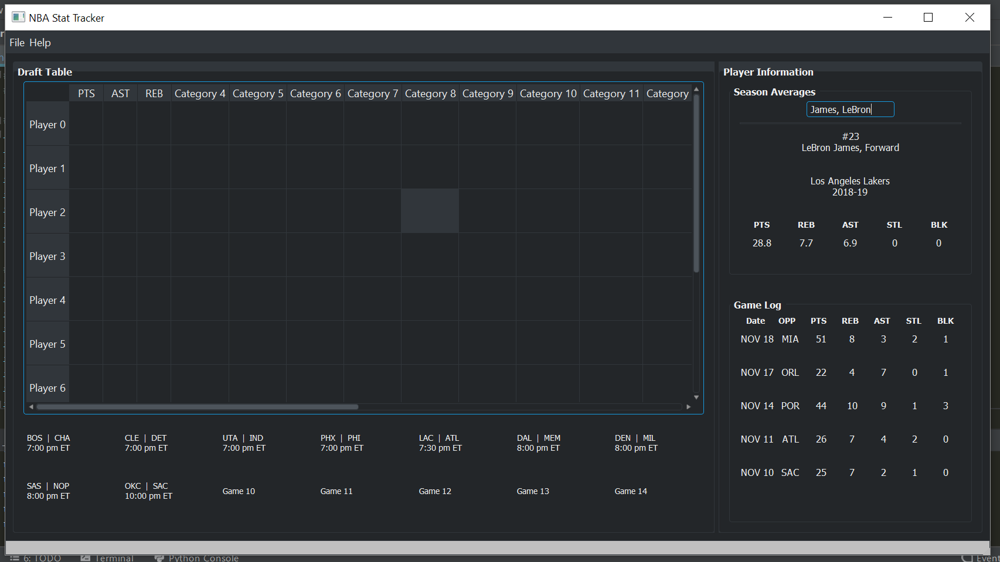 NBA Stat Tracker
File Help
Draft Table
PTS AST REB Category 4 Category 5 Category 6 Category 7 Category 8 Category 9 Category 10 Category 11 Category
Player 0
Player 1
Player 2
Player 3
Player 4
Player 5
Player 6
BOS | CHA
7:00 pm ET
CLE | DET
7:00 pm ET
UTA | IND
7:00 pm ET
PHX | PHI
7:00 pm ET
LAC | ATL
7:30 pm ET
DAL | MEM
8:00 pm ET
DEN | MIL
8:00 pm ET
SAS | NOP
8:00 pm ET
OKC | SAC
10:00 pm ET
Game 10
Game 11
Game 12
Game 13
Game 14
Player Information
Season Averages
James, LeBron
#23
LeBron James, Forward
Los Angeles Lakers
2018-19
PTS REB AST STL BLK
28.8 7.7 6.9 0 0
Game Log
Date OPP PTS REB AST STL BLK
NOV 18 MIA 51 8 3 2 1
NOV 17 ORL 22 4 7 0 1
NOV 14 POR 44 10 9 1 3
NOV 11 ATL 26 7 4 2 0
NOV 10 SAC 25 7 2 1 0
6: TODO Terminal Python Console Event